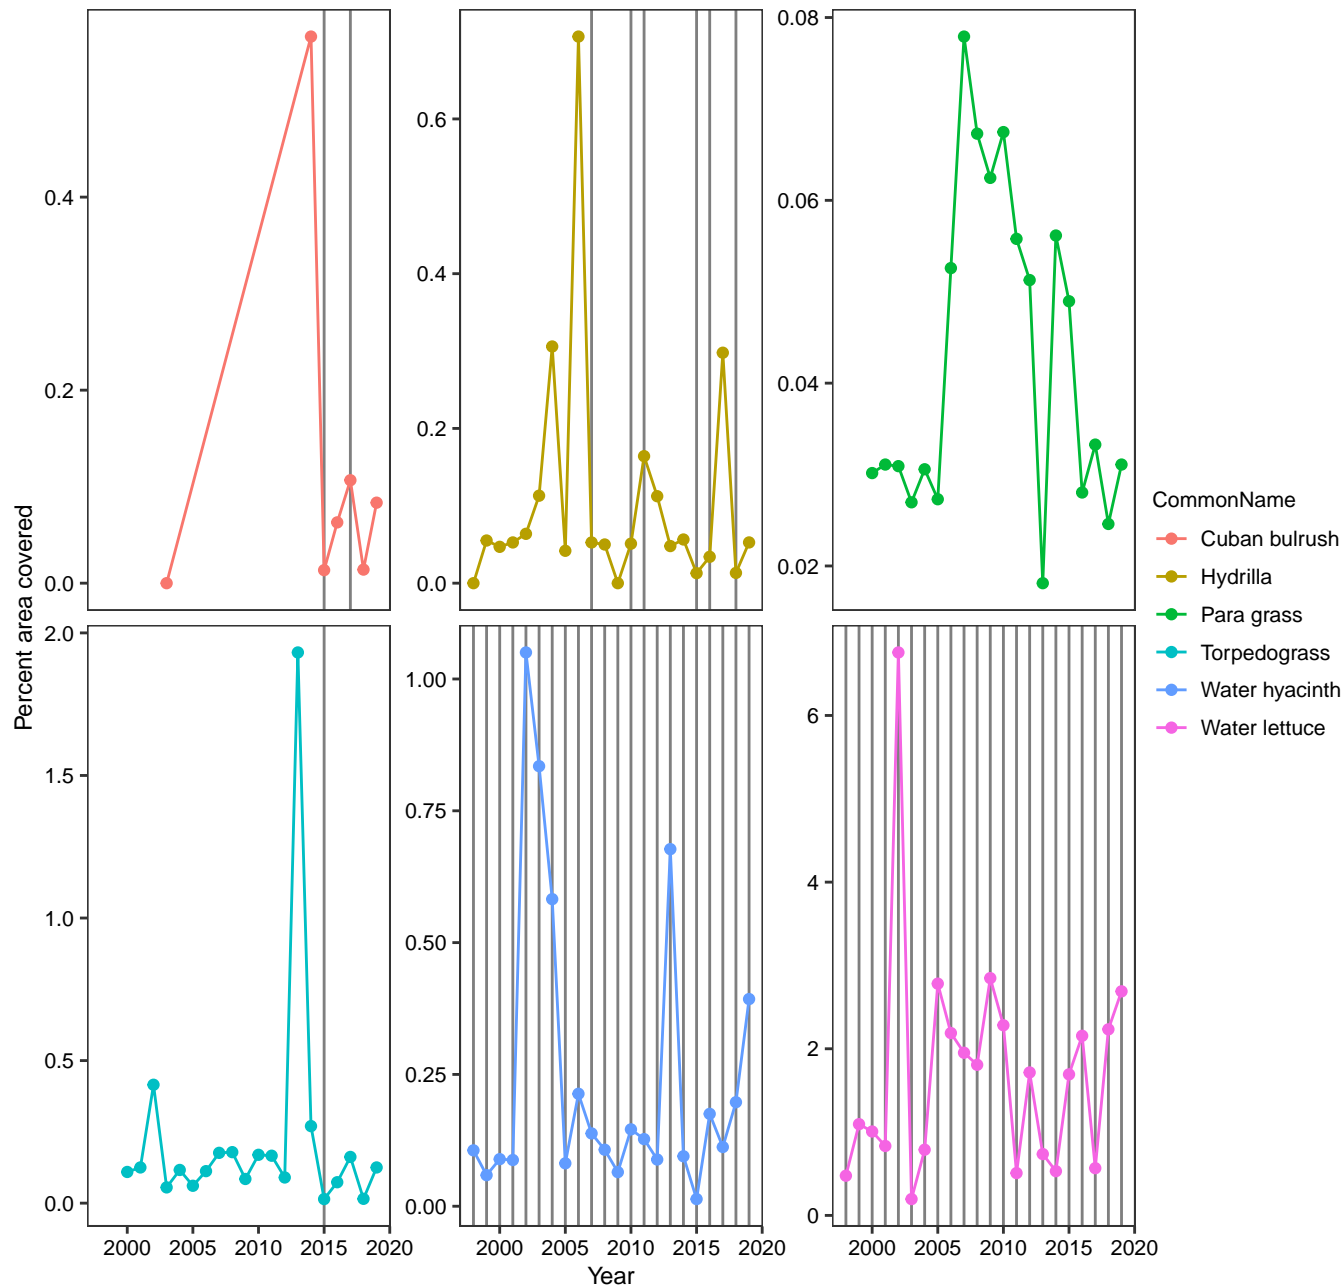 0.4
0.2
0.0
0.6
0.4
0.2
0.0
0.08
0.06
0.04
0.02
Percent area covered
2.0
1.5
1.0
0.5
0.0
1.00
0.75
0.50
0.25
0.00
6
4
2
0
2000 2005 2010 2015 2020
2000 2005 2010 2015 2020
2000 2005 2010 2015 2020
Year
CommonName
Cuban bulrush
Hydrilla
Para grass
Torpedograss
Water hyacinth
Water lettuce